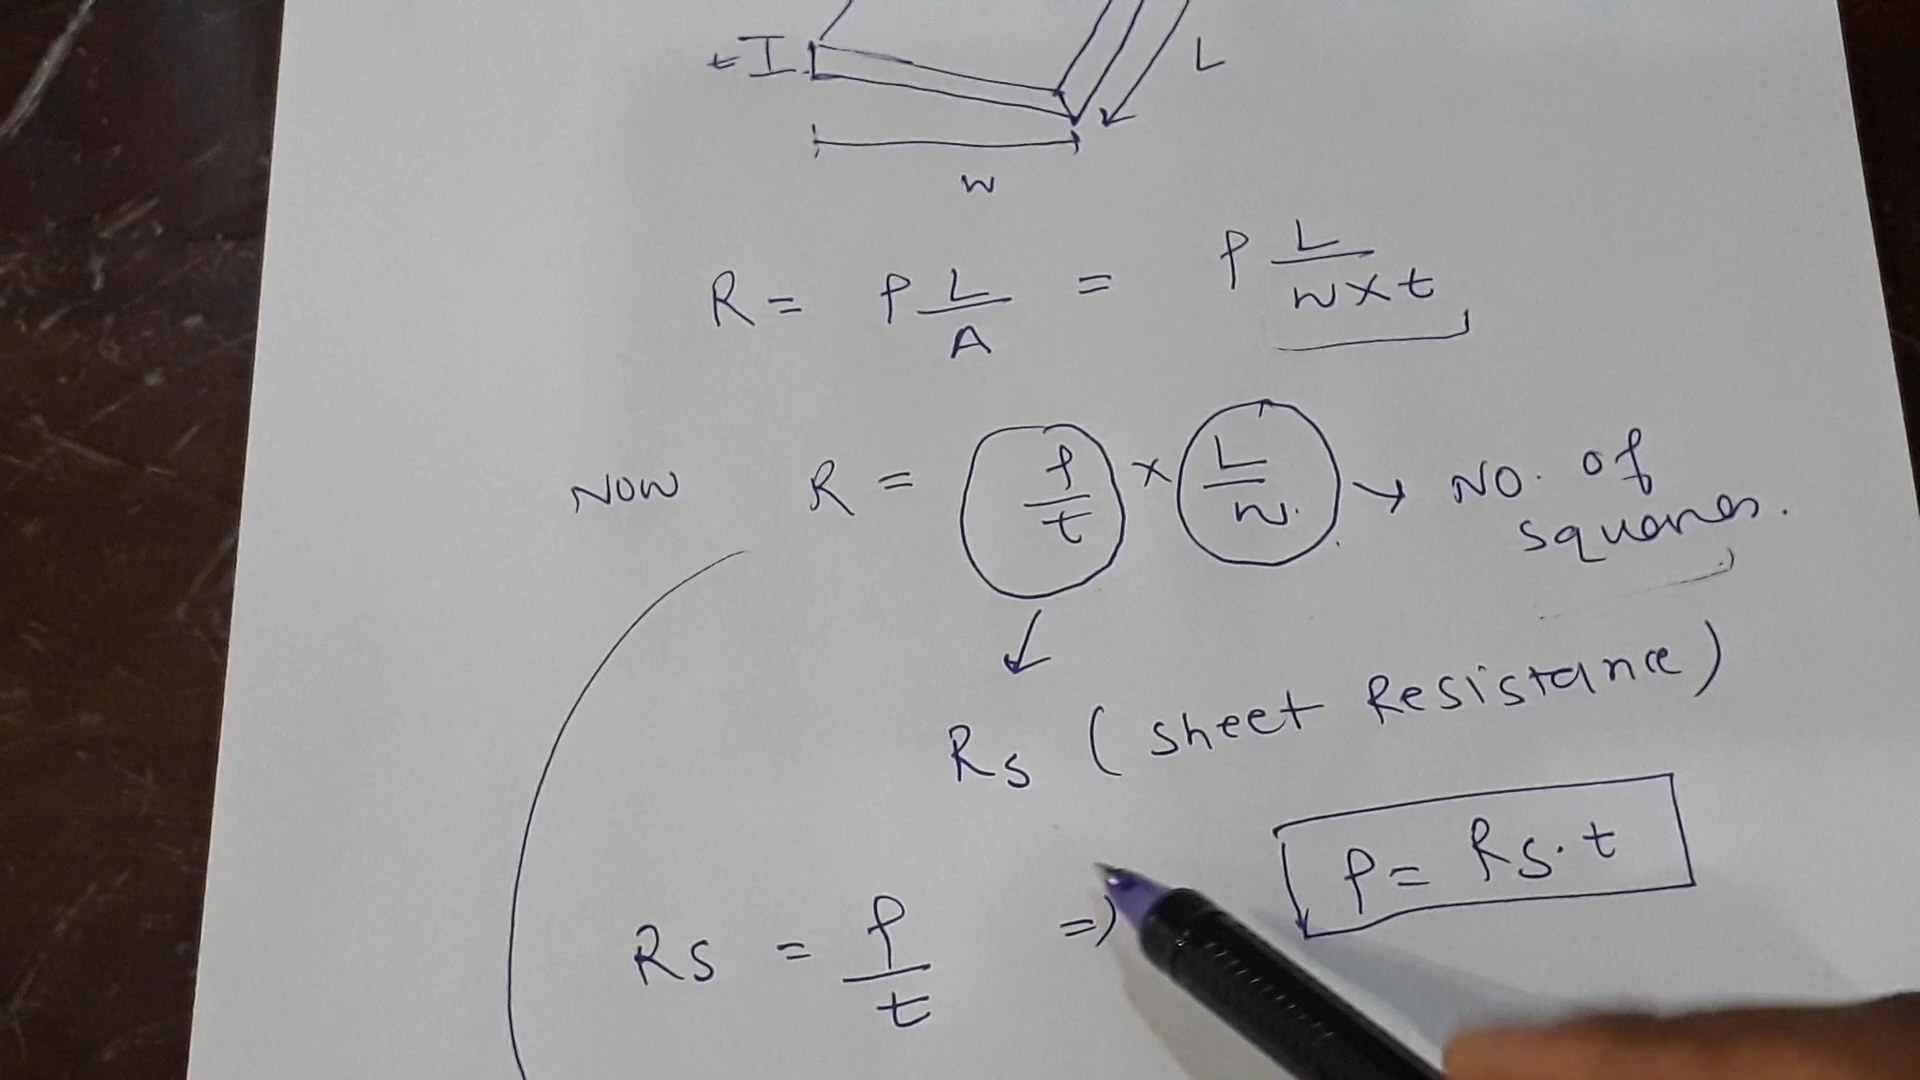 t
L
w
R = ρ L/A = ρ L/(w×t)
NOW R = ρ/t × L/w. → NO. of
squares.
Rs (sheet Resistance)
ρ = Rs.t
Rs = ρ/t =>